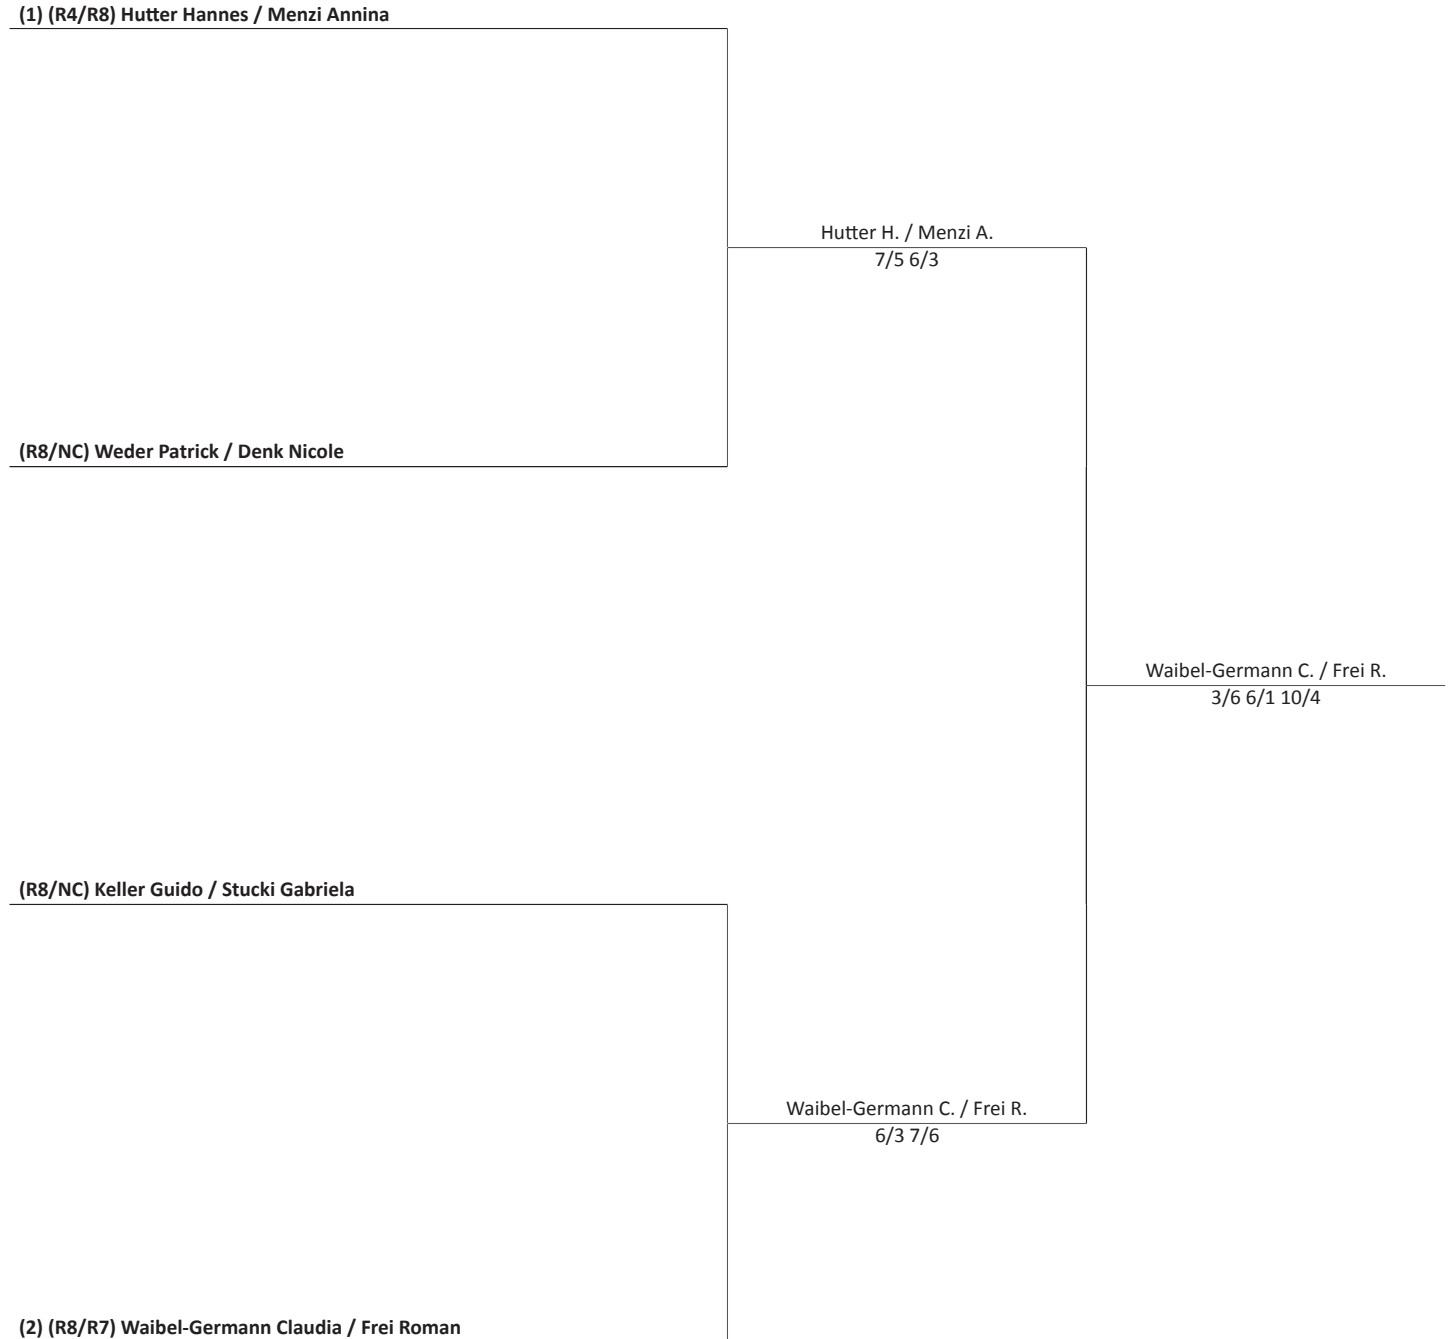 (1) (R4/R8) Hutter Hannes / Menzi Annina
Hutter H. / Menzi A.
7/5 6/3
(R8/NC) Weder Patrick / Denk Nicole
Waibel-Germann C. / Frei R.
3/6 6/1 10/4
(R8/NC) Keller Guido / Stucki Gabriela
Waibel-Germann C. / Frei R.
6/3 7/6
(2) (R8/R7) Waibel-Germann Claudia / Frei Roman